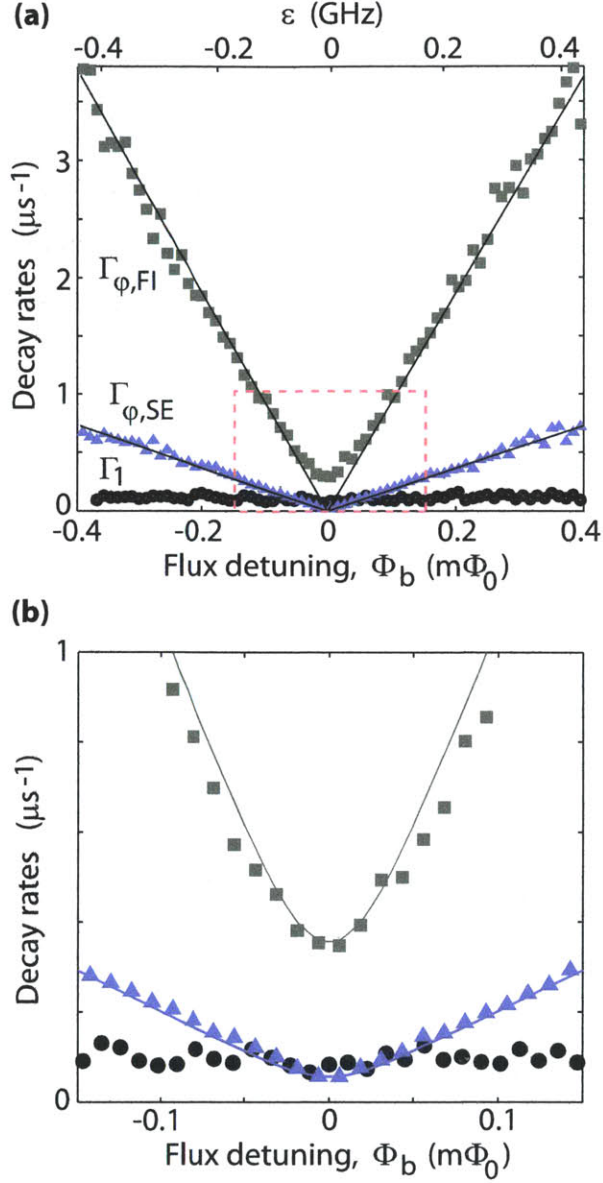 (a)
ε (GHz)
-0.4 -0.2 0 0.2 0.4
3
2
1
0
Decay rates (μs⁻¹)
Γφ,FI
Γφ,SE
Γ1
-0.4 -0.2 0 0.2 0.4
Flux detuning, Φb (mΦ0)
(b)
1
0
Decay rates (μs⁻¹)
-0.1 0 0.1
Flux detuning, Φb (mΦ0)